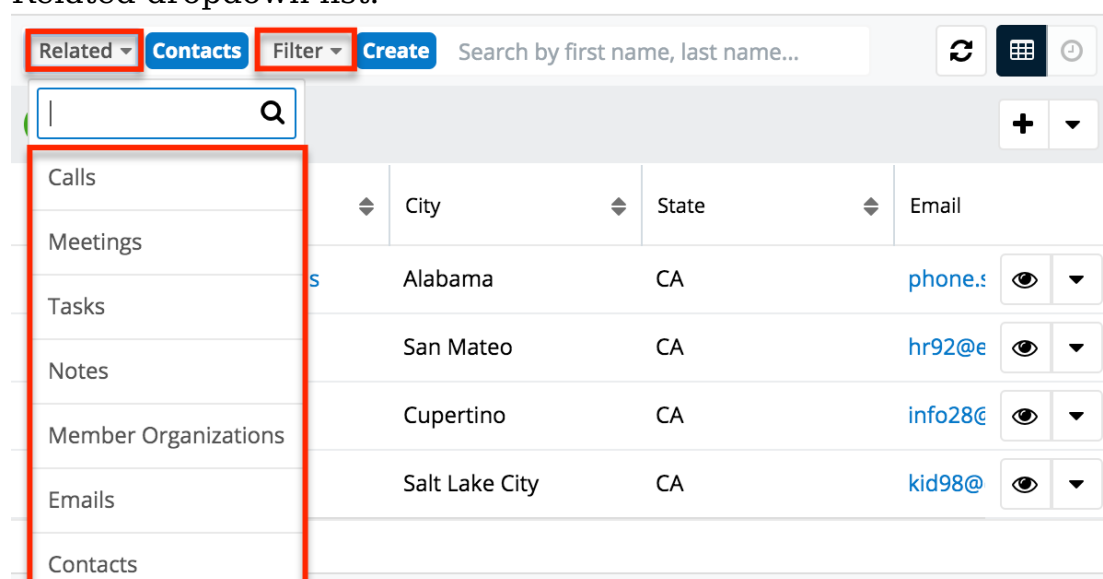 Related dropdown list.
Related Contacts Filter Create Search by first name, last name...
Calls
City State Email
Meetings
s Alabama CA phone.s
Tasks
San Mateo CA hr92@e
Notes
Cupertino CA info28@
Member Organizations
Salt Lake City CA kid98@
Emails
Contacts